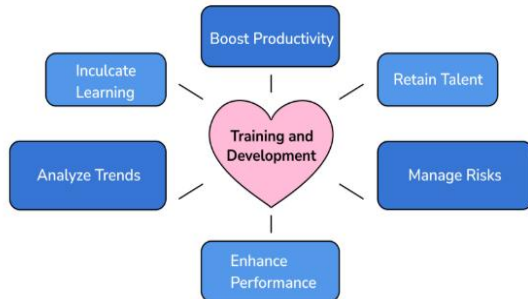 Boost Productivity
Inculcate
Learning
Retain Talent
Training and
Development
Analyze Trends
Manage Risks
Enhance
Performance